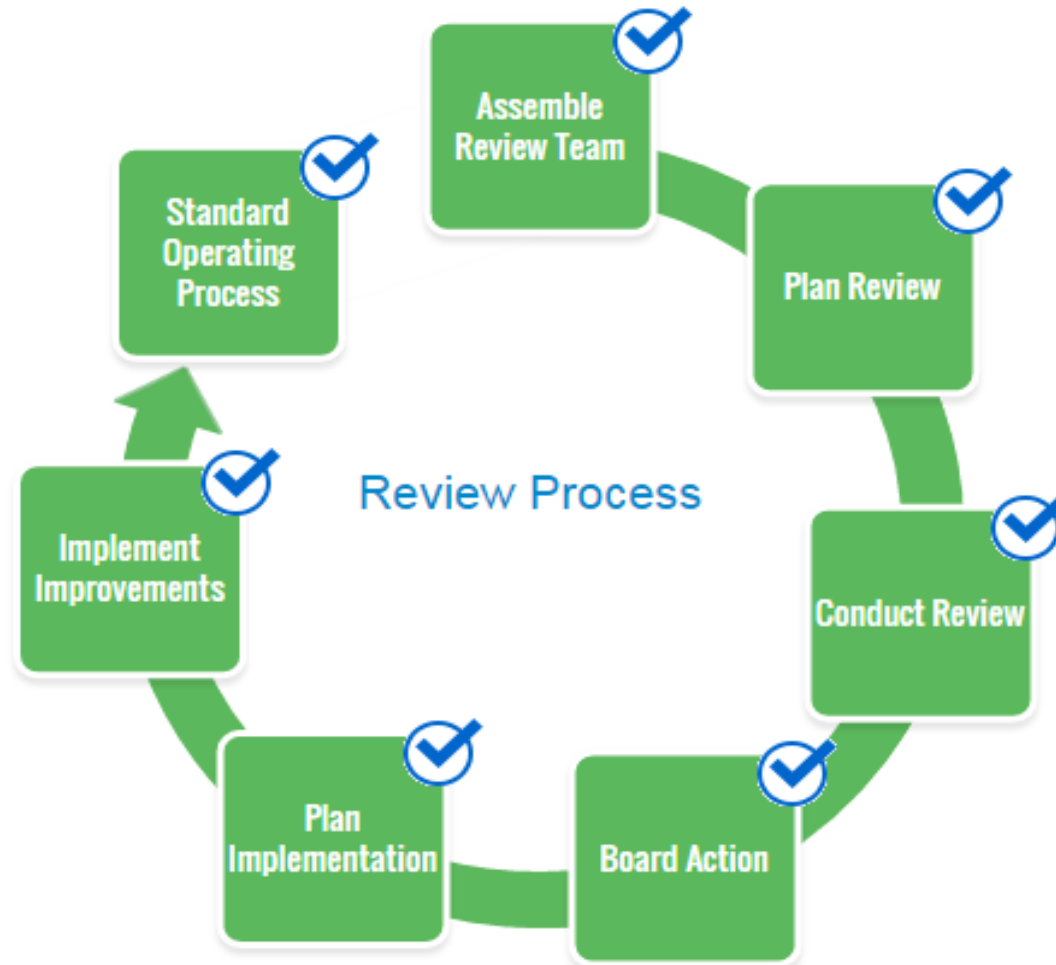 Assemble
Review Team
Plan Review
Conduct Review
Board Action
Plan
Implementation
Implement
Improvements
Standard
Operating
Process
Review Process